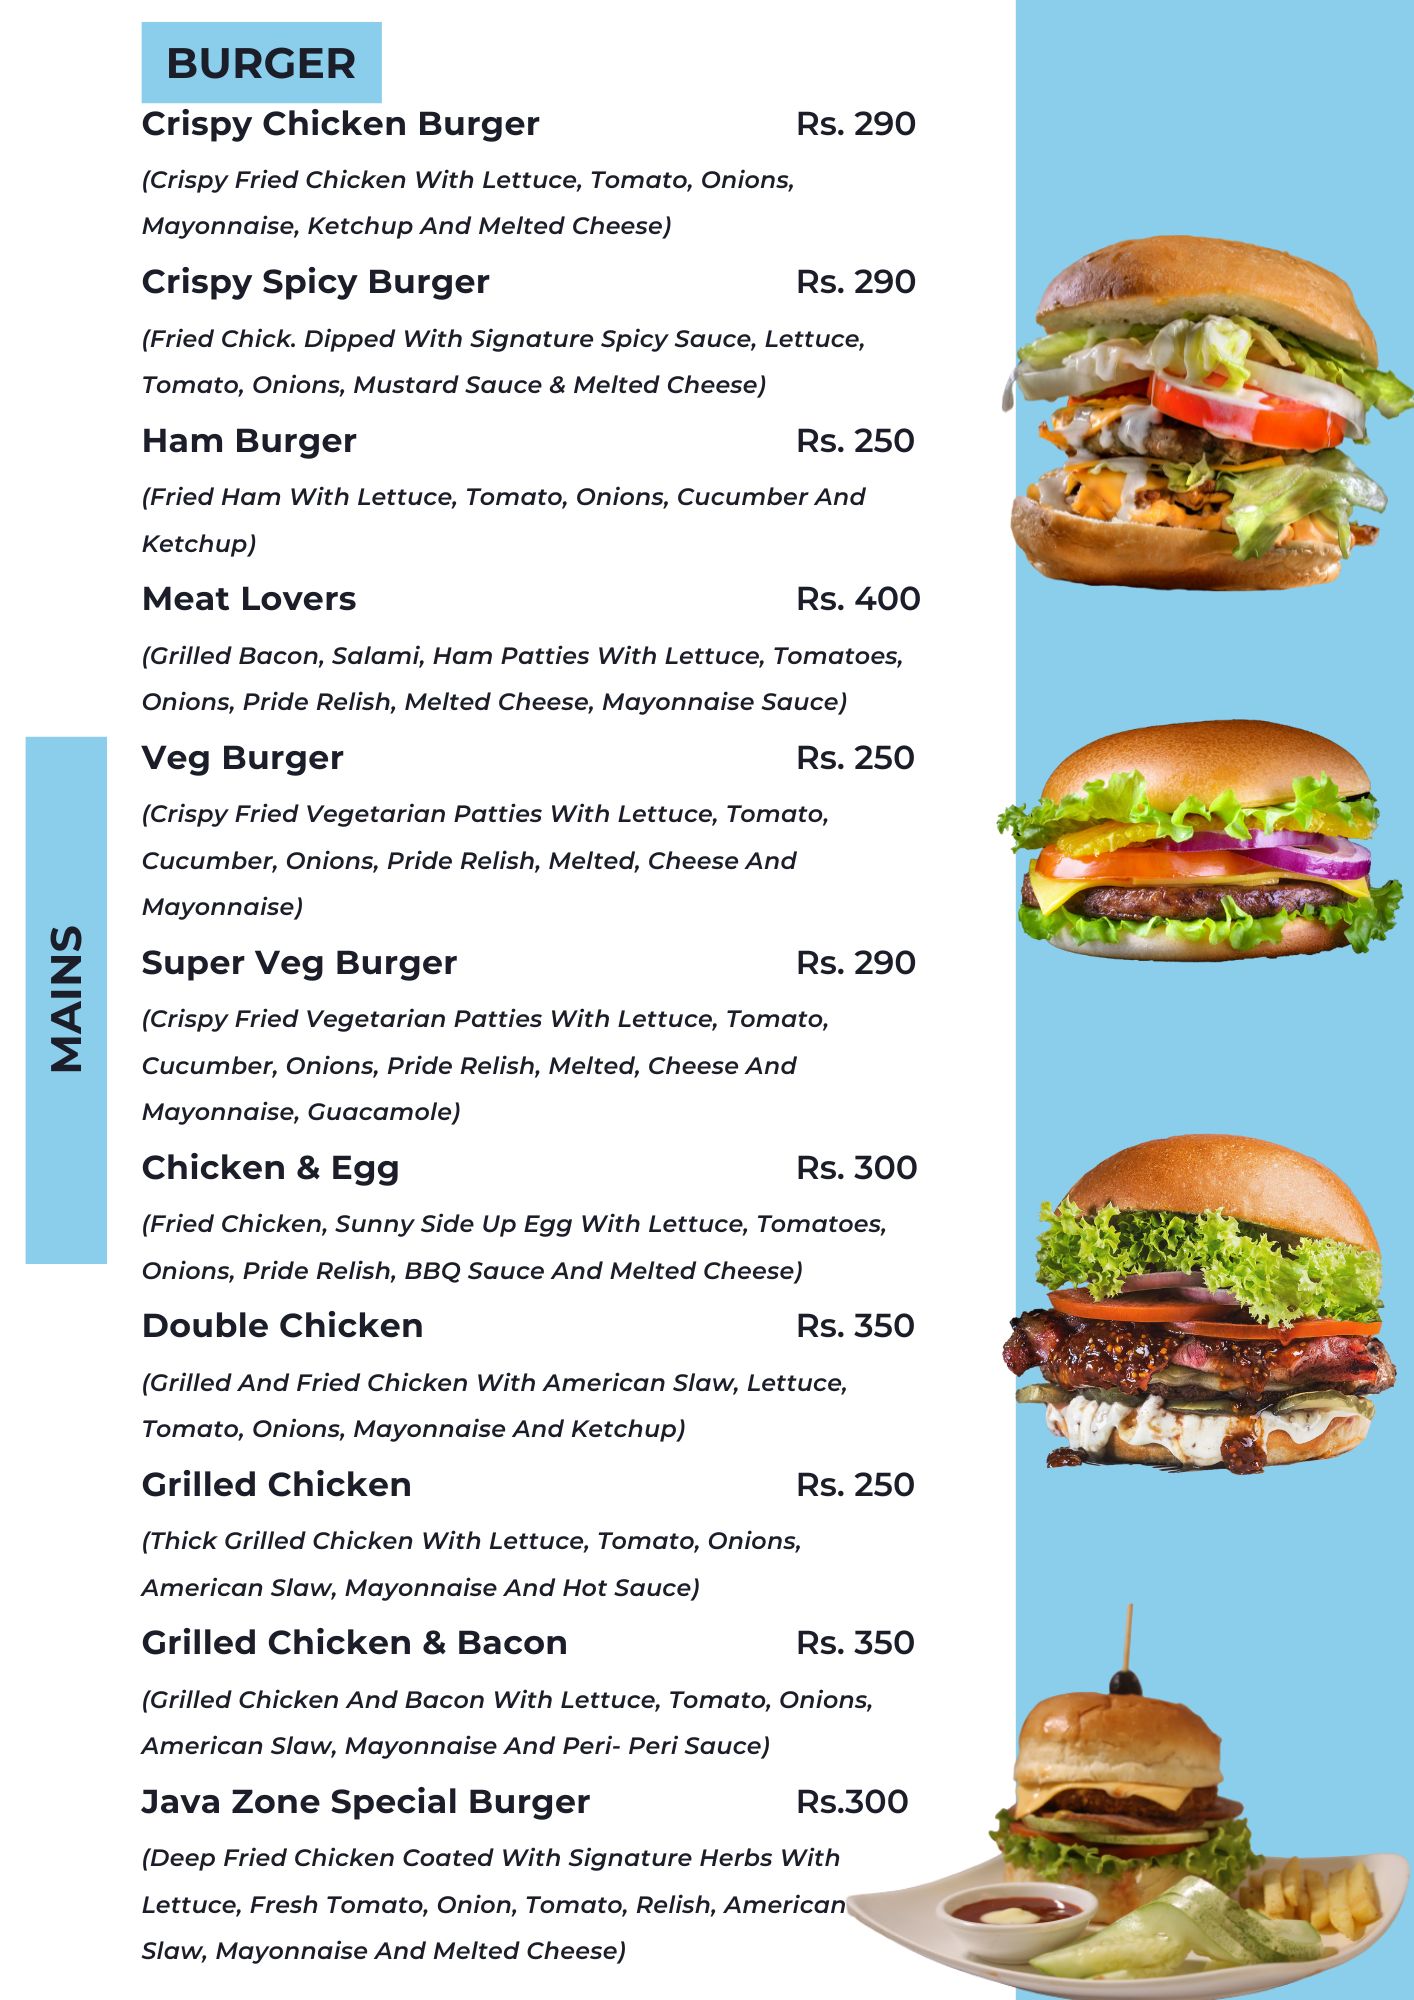 BURGER
Crispy Chicken Burger Rs. 290
(Crispy Fried Chicken With Lettuce, Tomato, Onions,
Mayonnaise, Ketchup And Melted Cheese)
Crispy Spicy Burger Rs. 290
(Fried Chick. Dipped With Signature Spicy Sauce, Lettuce,
Tomato, Onions, Mustard Sauce & Melted Cheese)
Ham Burger Rs. 250
(Fried Ham With Lettuce, Tomato, Onions, Cucumber And
Ketchup)
Meat Lovers Rs. 400
(Grilled Bacon, Salami, Ham Patties With Lettuce, Tomatoes,
Onions, Pride Relish, Melted Cheese, Mayonnaise Sauce)
Veg Burger Rs. 250
(Crispy Fried Vegetarian Patties With Lettuce, Tomato,
Cucumber, Onions, Pride Relish, Melted, Cheese And
Mayonnaise)
Super Veg Burger Rs. 290
(Crispy Fried Vegetarian Patties With Lettuce, Tomato,
Cucumber, Onions, Pride Relish, Melted, Cheese And
Mayonnaise, Guacamole)
Chicken & Egg Rs. 300
(Fried Chicken, Sunny Side Up Egg With Lettuce, Tomatoes,
Onions, Pride Relish, BBQ Sauce And Melted Cheese)
Double Chicken Rs. 350
(Grilled And Fried Chicken With American Slaw, Lettuce,
Tomato, Onions, Mayonnaise And Ketchup)
Grilled Chicken Rs. 250
(Thick Grilled Chicken With Lettuce, Tomato, Onions,
American Slaw, Mayonnaise And Hot Sauce)
Grilled Chicken & Bacon Rs. 350
(Grilled Chicken And Bacon With Lettuce, Tomato, Onions,
American Slaw, Mayonnaise And Peri- Peri Sauce)
Java Zone Special Burger Rs.300
(Deep Fried Chicken Coated With Signature Herbs With
Lettuce, Fresh Tomato, Onion, Tomato, Relish, American
Slaw, Mayonnaise And Melted Cheese)
MAINS